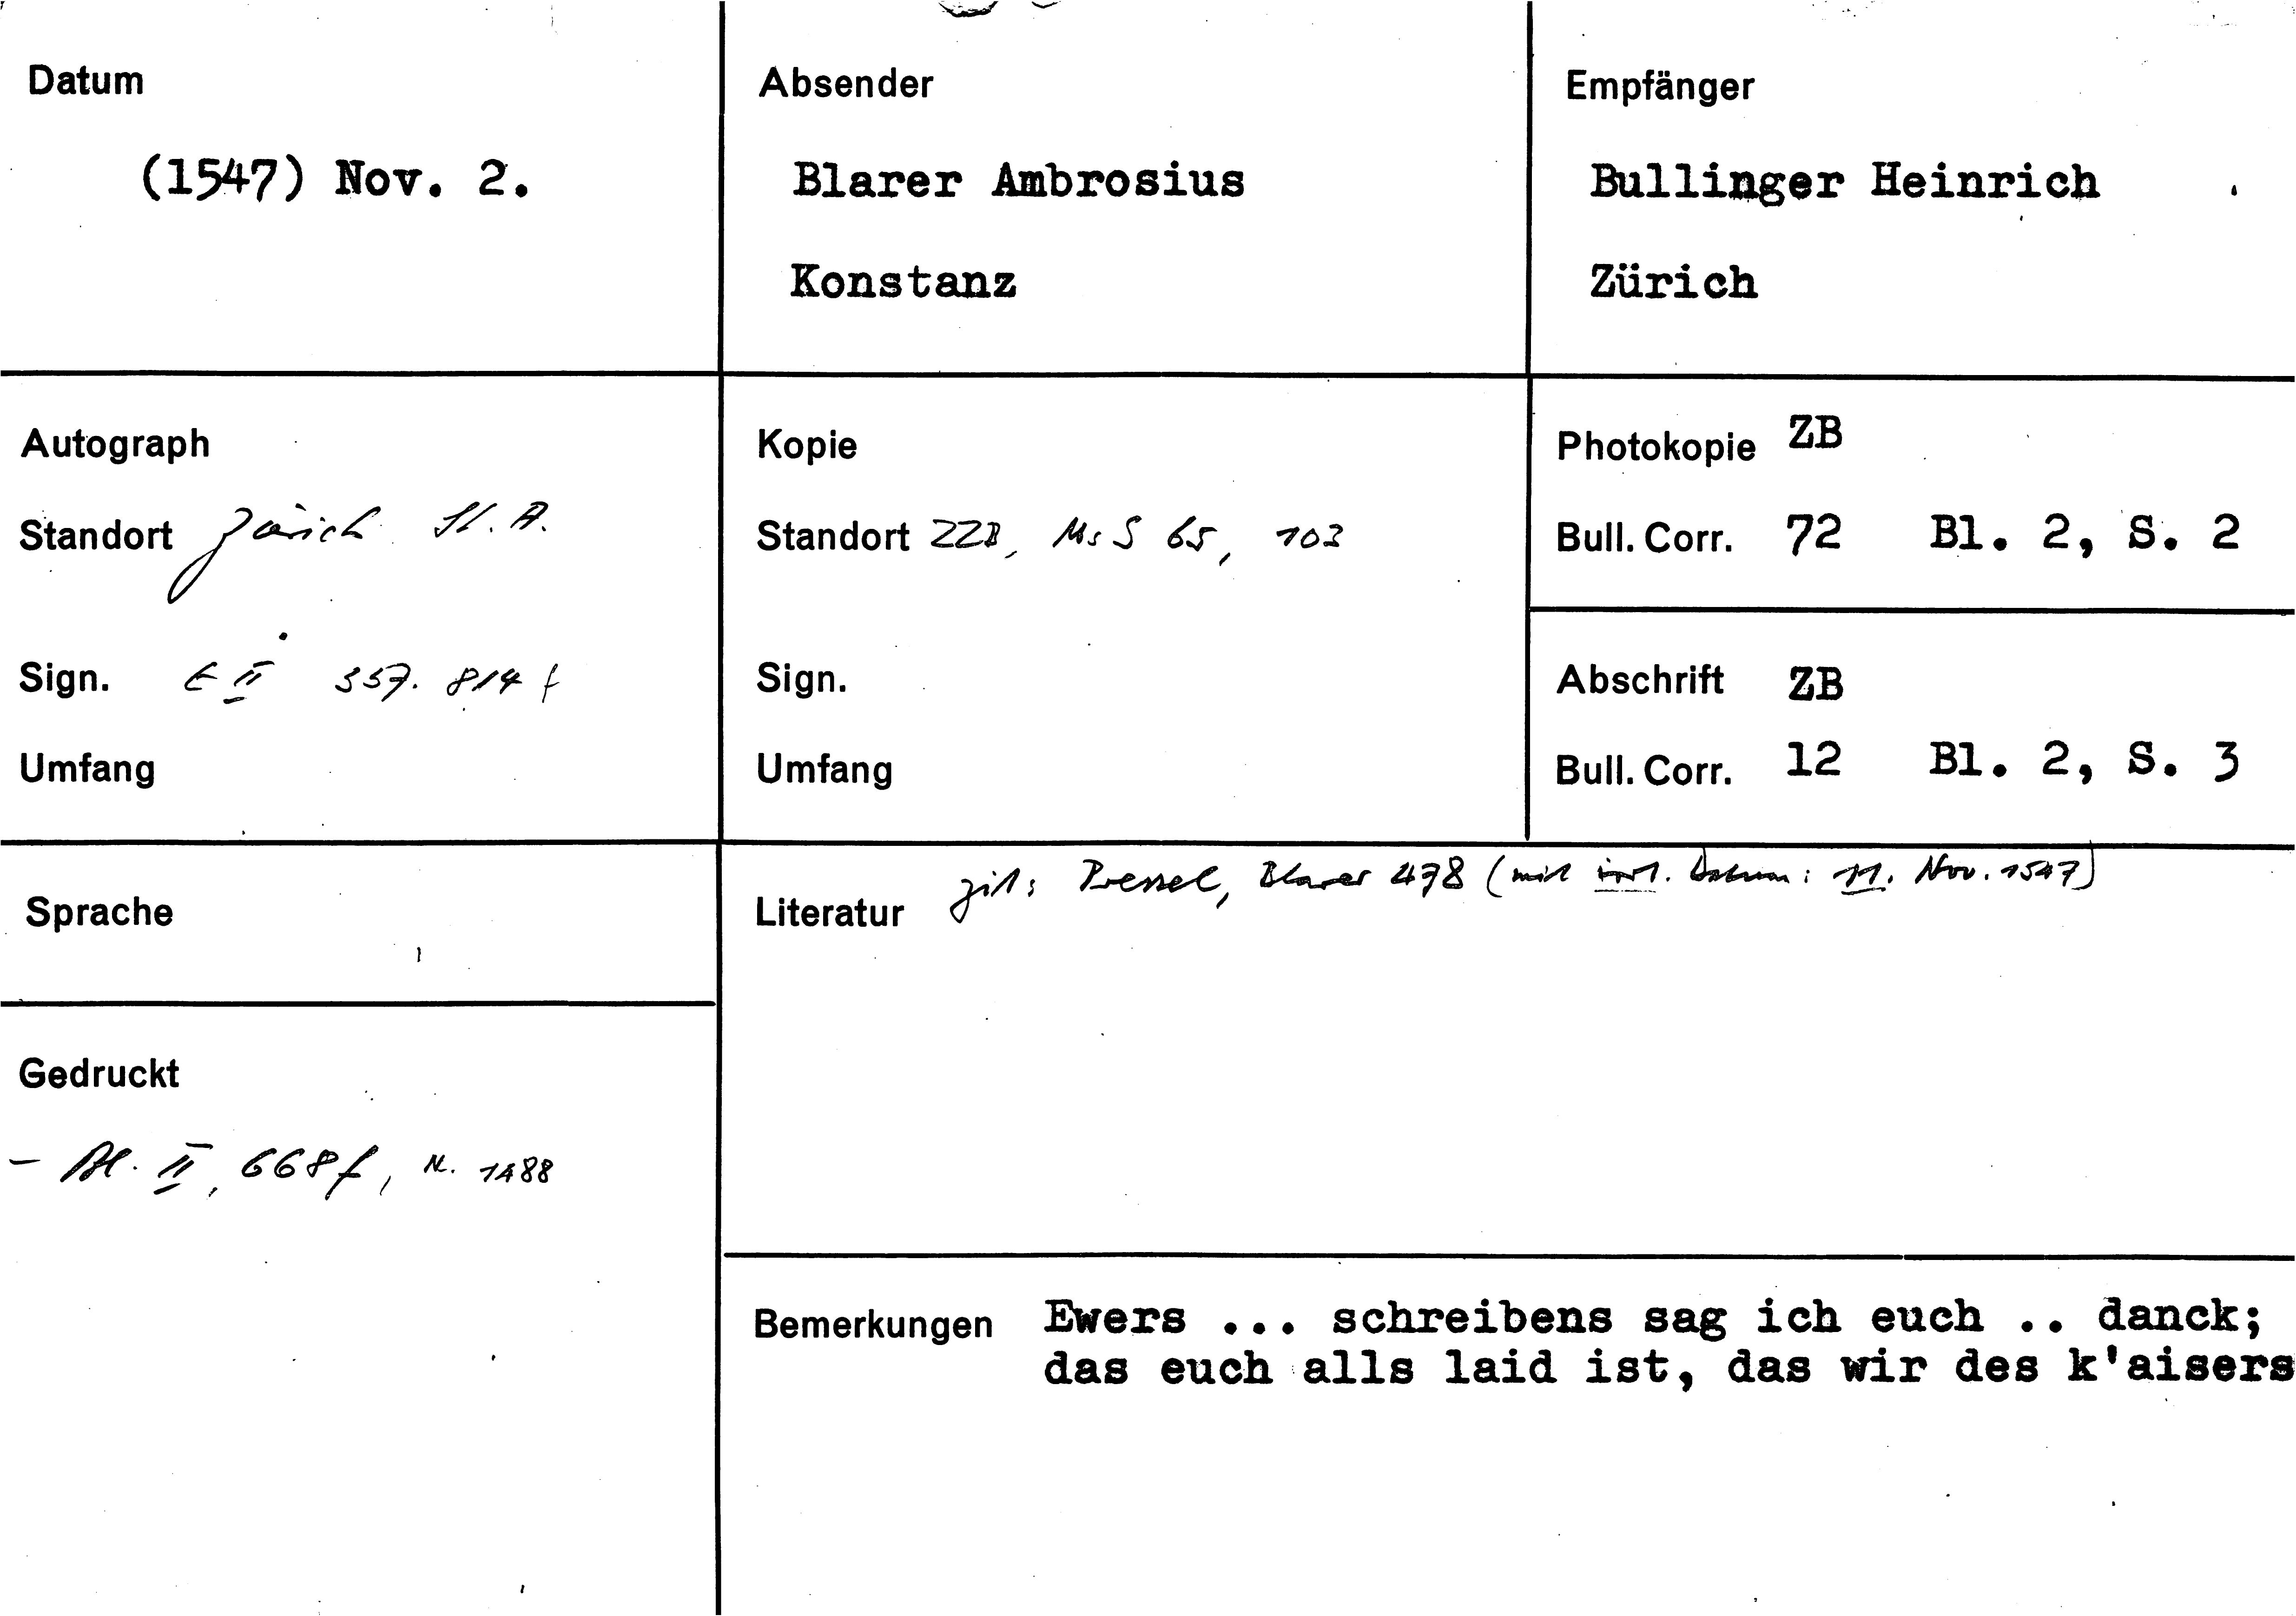 Datum
(1547) Nov. 2.
Absender
Blarer Ambrosius
Konstanz
Empfänger
Bullinger Heinrich
Zürich
Autograph
Standort Zürich St. A.
Sign. E II 357. 814 f
Umfang
Kopie
Standort ZZB, Ms S 65, 103
Sign.
Umfang
Photokopie ZB
Bull. Corr. 72 Bl. 2, S. 2
Abschrift ZB
Bull. Corr. 12 Bl. 2, S. 3
Sprache
Gedruckt
- Bl. II, 668f, N. 1488
Literatur zit: Pressel, Blarer 478 (mit irrt. Datum: 11. Nov. 1547)
Bemerkungen Ewers ... schreibens sag ich euch .. danck;
das euch alls laid ist, das wir des k'aisers